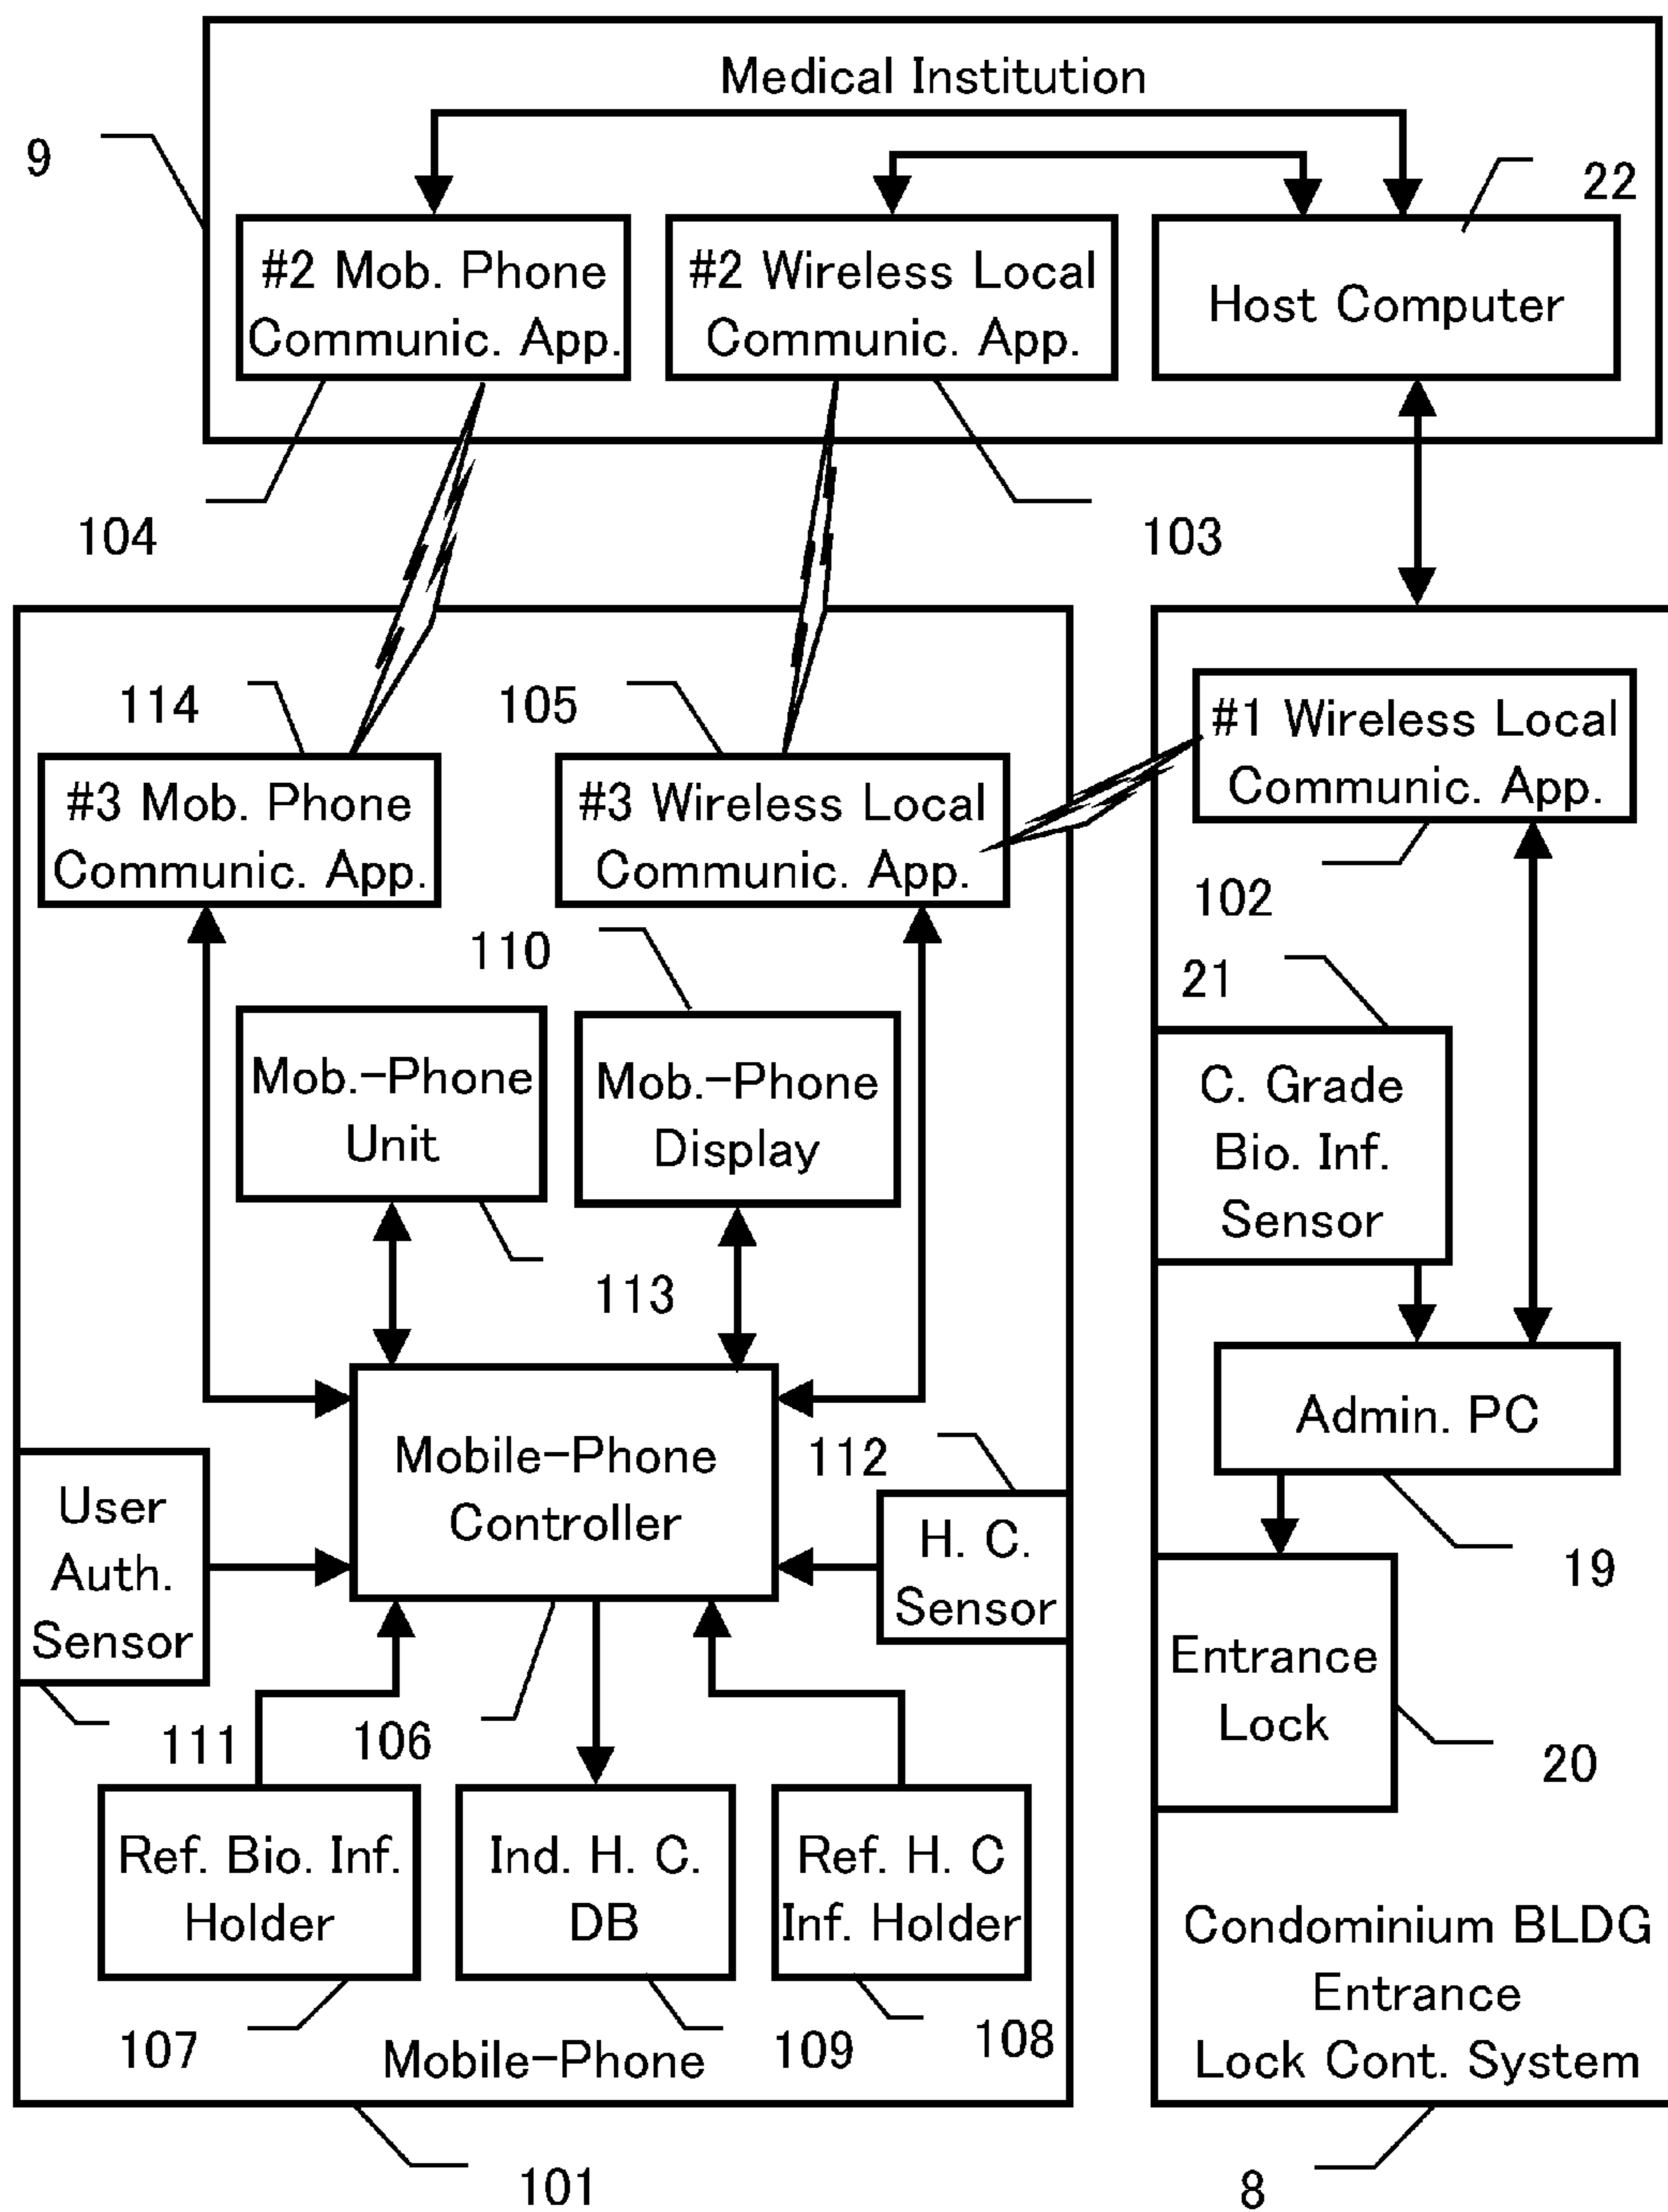 Medical Institution
9
22
#2 Mob. Phone
Communic. App.
#2 Wireless Local
Communic. App.
Host Computer
104
103
114
105
#1 Wireless Local
Communic. App.
#3 Mob. Phone
Communic. App.
#3 Wireless Local
Communic. App.
102
110
21
Mob.-Phone
Unit
Mob.-Phone
Display
C. Grade
Bio. Inf.
Sensor
113
Mobile-Phone
Controller
112
Admin. PC
User
Auth.
Sensor
H. C.
Sensor
19
Entrance
Lock
111
106
20
Ref. Bio. Inf.
Holder
Ind. H. C.
DB
Ref. H. C
Inf. Holder
Condominium BLDG
Entrance
Lock Cont. System
107
Mobile-Phone
109
108
101
8